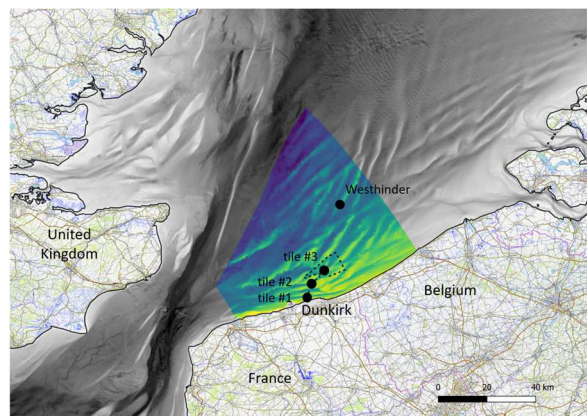 Westhinder
United
Kingdom
tile #3
tile #2
tile #1
Dunkirk
Belgium
France
0 20 40 km